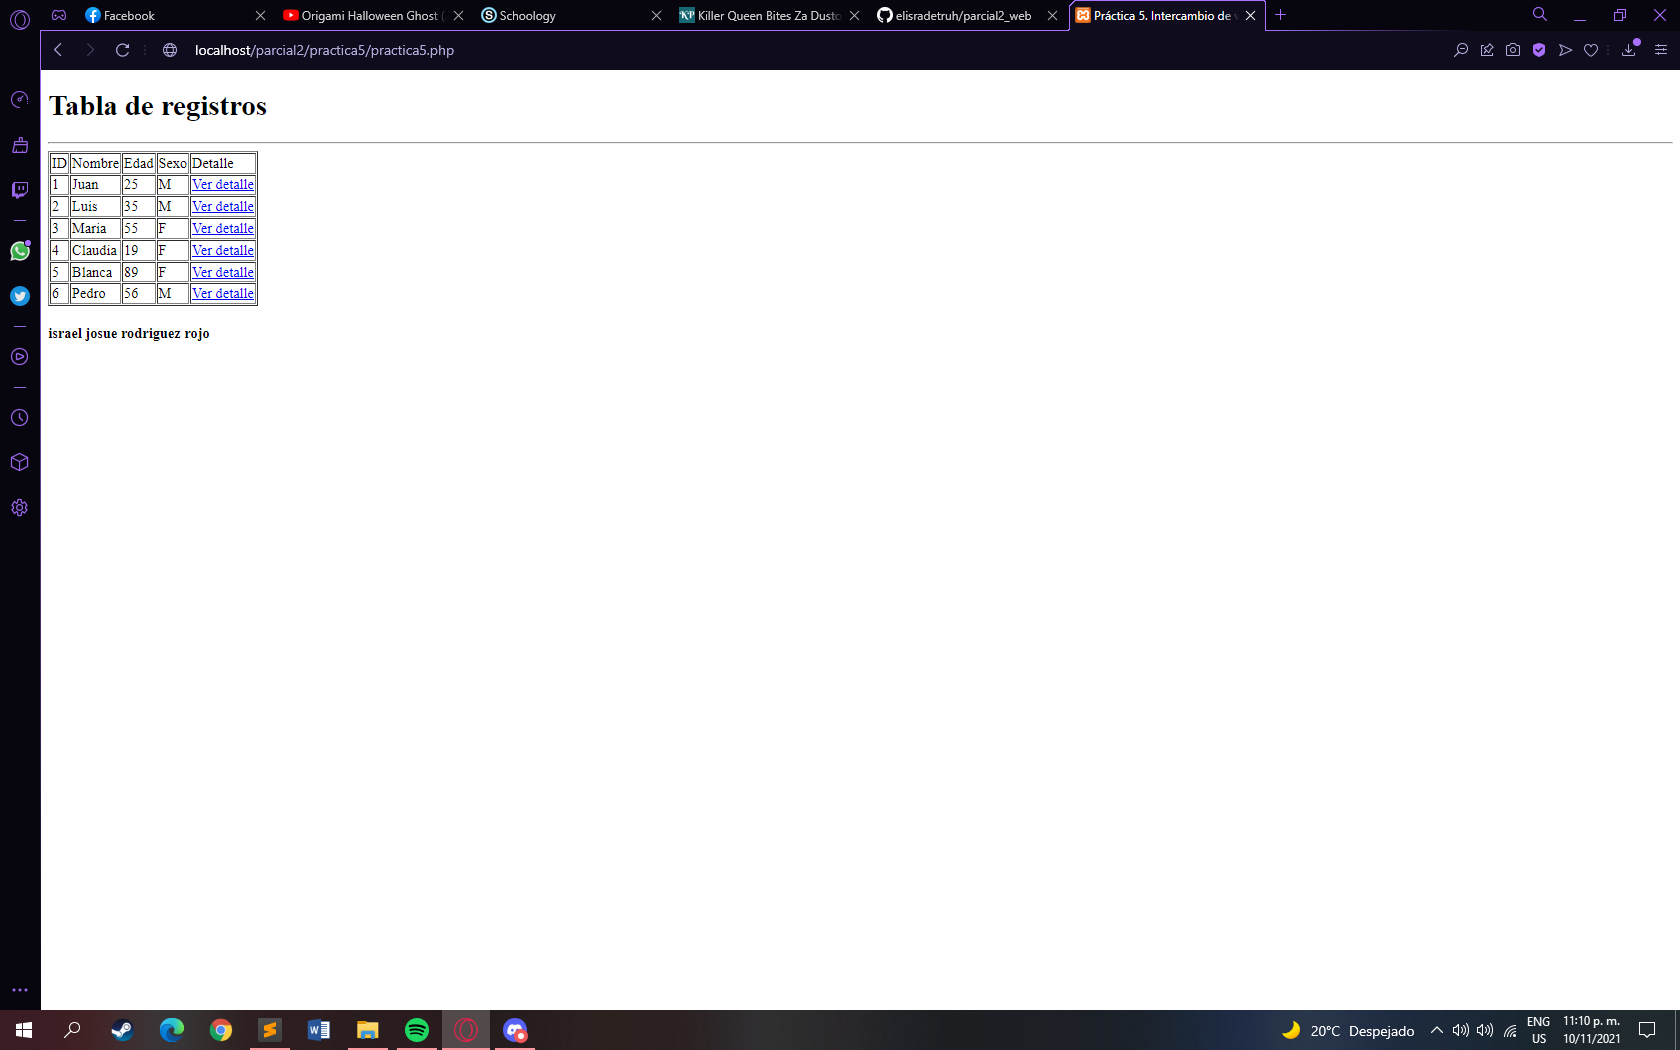 Facebook
Origami Halloween Ghost (
Schoology
Killer Queen Bites Za Dusto
elisradetruh/parcial2_web
Práctica 5. Intercambio de v
localhost/parcial2/practica5/practica5.php
Tabla de registros
ID Nombre Edad Sexo Detalle
1 Juan 25 M Ver detalle
2 Luis 35 M Ver detalle
3 Maria 55 F Ver detalle
4 Claudia 19 F Ver detalle
5 Blanca 89 F Ver detalle
6 Pedro 56 M Ver detalle
israel josue rodriguez rojo
20°C Despejado
ENG
US
11:10 p. m.
10/11/2021